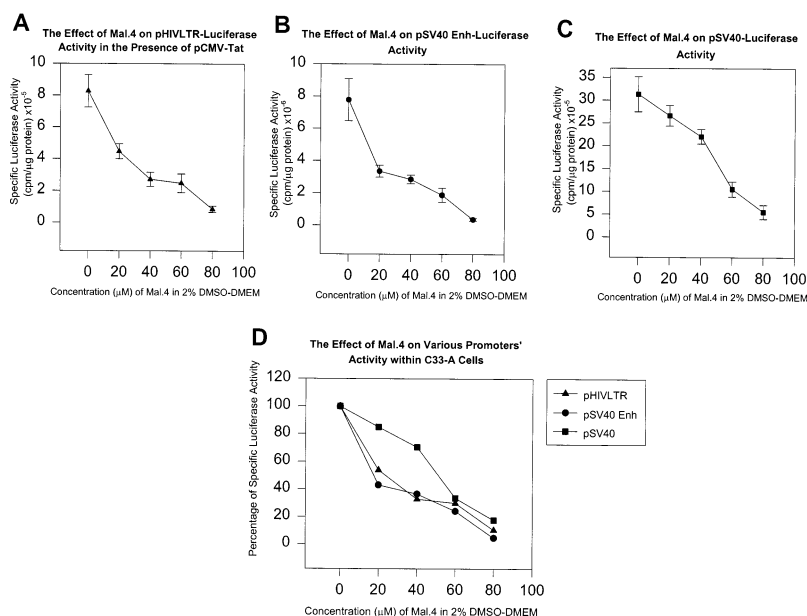 A
The Effect of Mal.4 on pHIVLTR-Luciferase
Activity in the Presence of pCMV-Tat
Specific Luciferase Activity
(cpm/μg protein) x10⁻⁵
10
8
6
4
2
0
0 20 40 60 80 100
Concentration (μM) of Mal.4 in 2% DMSO-DMEM
B
The Effect of Mal.4 on pSV40 Enh-Luciferase
Activity
Specific Luciferase Activity
(cpm/μg protein) x10⁻⁶
10
8
6
4
2
0
0 20 40 60 80 100
Concentration (μM) of Mal.4 in 2% DMSO-DMEM
C
The Effect of Mal.4 on pSV40-Luciferase
Activity
Specific Luciferase Activity
(cpm/μg protein) x10⁻⁵
35
30
25
20
15
10
5
0
0 20 40 60 80 100
Concentration (μM) of Mal.4 in 2% DMSO-DMEM
D
The Effect of Mal.4 on Various Promoters'
Activity within C33-A Cells
Percentage of Specific Luciferase Activity
120
100
80
60
40
20
0
0 20 40 60 80 100
Concentration (μM) of Mal.4 in 2% DMSO-DMEM
pHIVLTR
pSV40 Enh
pSV40